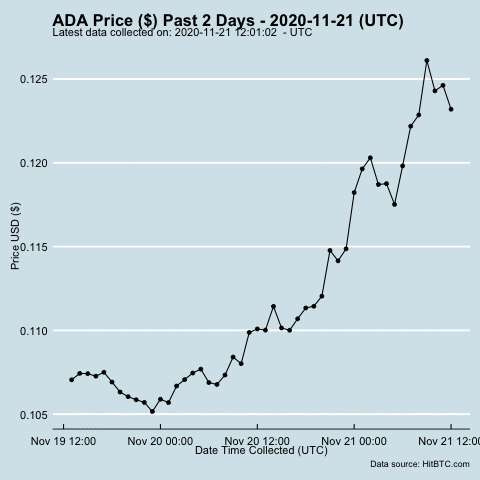 ADA Price ($) Past 2 Days - 2020-11-21 (UTC)
Latest data collected on: 2020-11-21 12:01:02 - UTC
0.125
0.120
0.115
0.110
0.105
Price USD ($)
Nov 19 12:00 Nov 20 00:00 Nov 20 12:00 Nov 21 00:00 Nov 21 12:00
Date Time Collected (UTC)
Data source: HitBTC.com